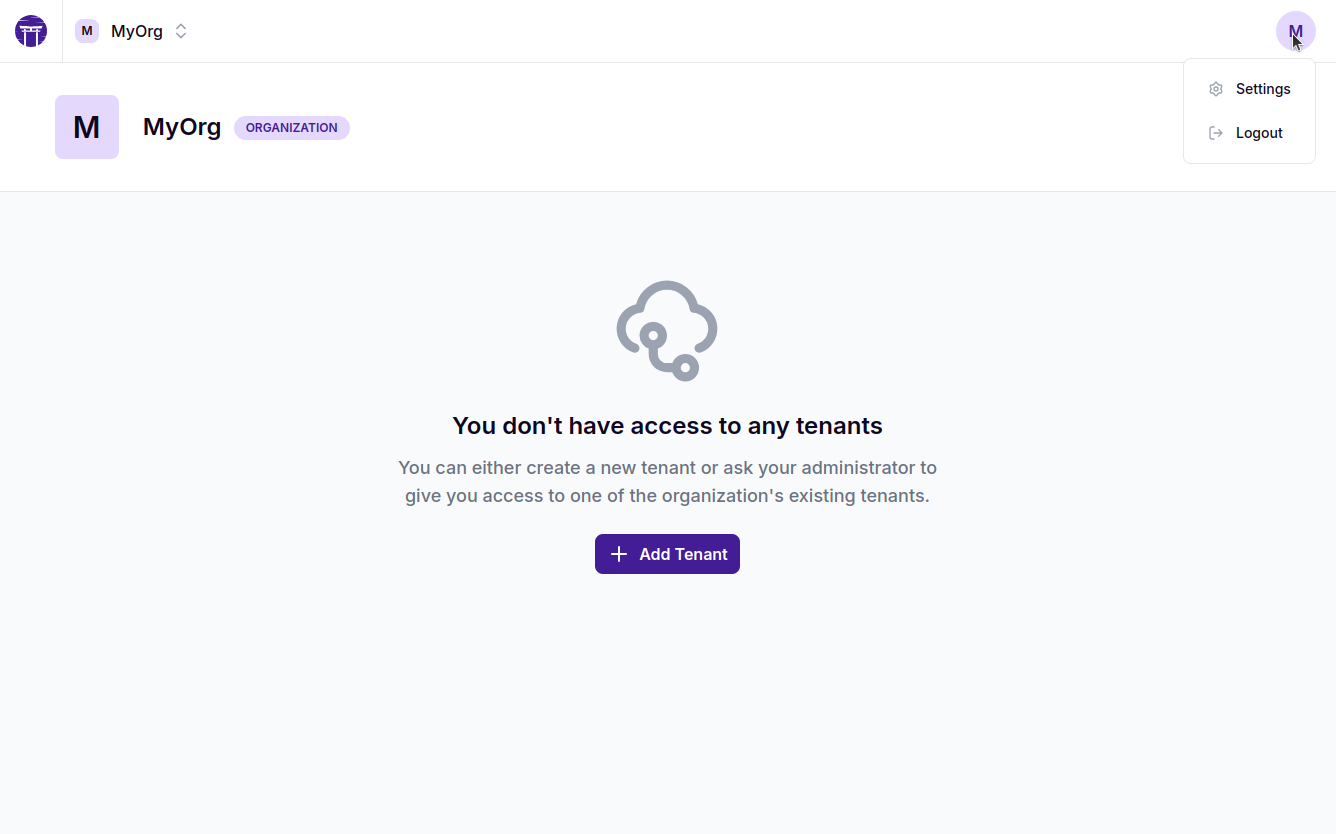 M MyOrg M
Settings
Logout
M MyOrg ORGANIZATION
You don't have access to any tenants
You can either create a new tenant or ask your administrator to
give you access to one of the organization's existing tenants.
Add Tenant